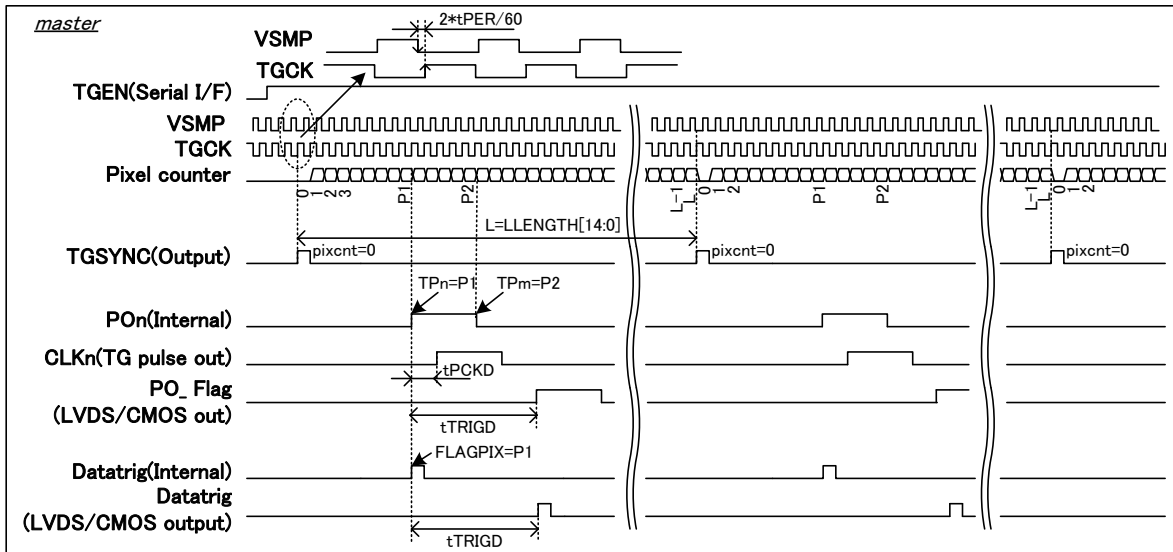 master
2*tPER/60
VSMP
TGCK
TGEN(Serial I/F)
VSMP
TGCK
Pixel counter
0 1 2 3 P1 P2 L-1 L 0 1 2 P1 P2 L-1 L 0 1 2
L=LLENGTH[14:0]
TGSYNC(Output) pixcnt=0 pixcnt=0 pixcnt=0
TPn=P1 TPm=P2
POn(Internal)
CLKn(TG pulse out)
tPCKD
PO_ Flag
(LVDS/CMOS out)
tTRIGD
FLAGPIX=P1
Datatrig(Internal)
Datatrig
(LVDS/CMOS output)
tTRIGD